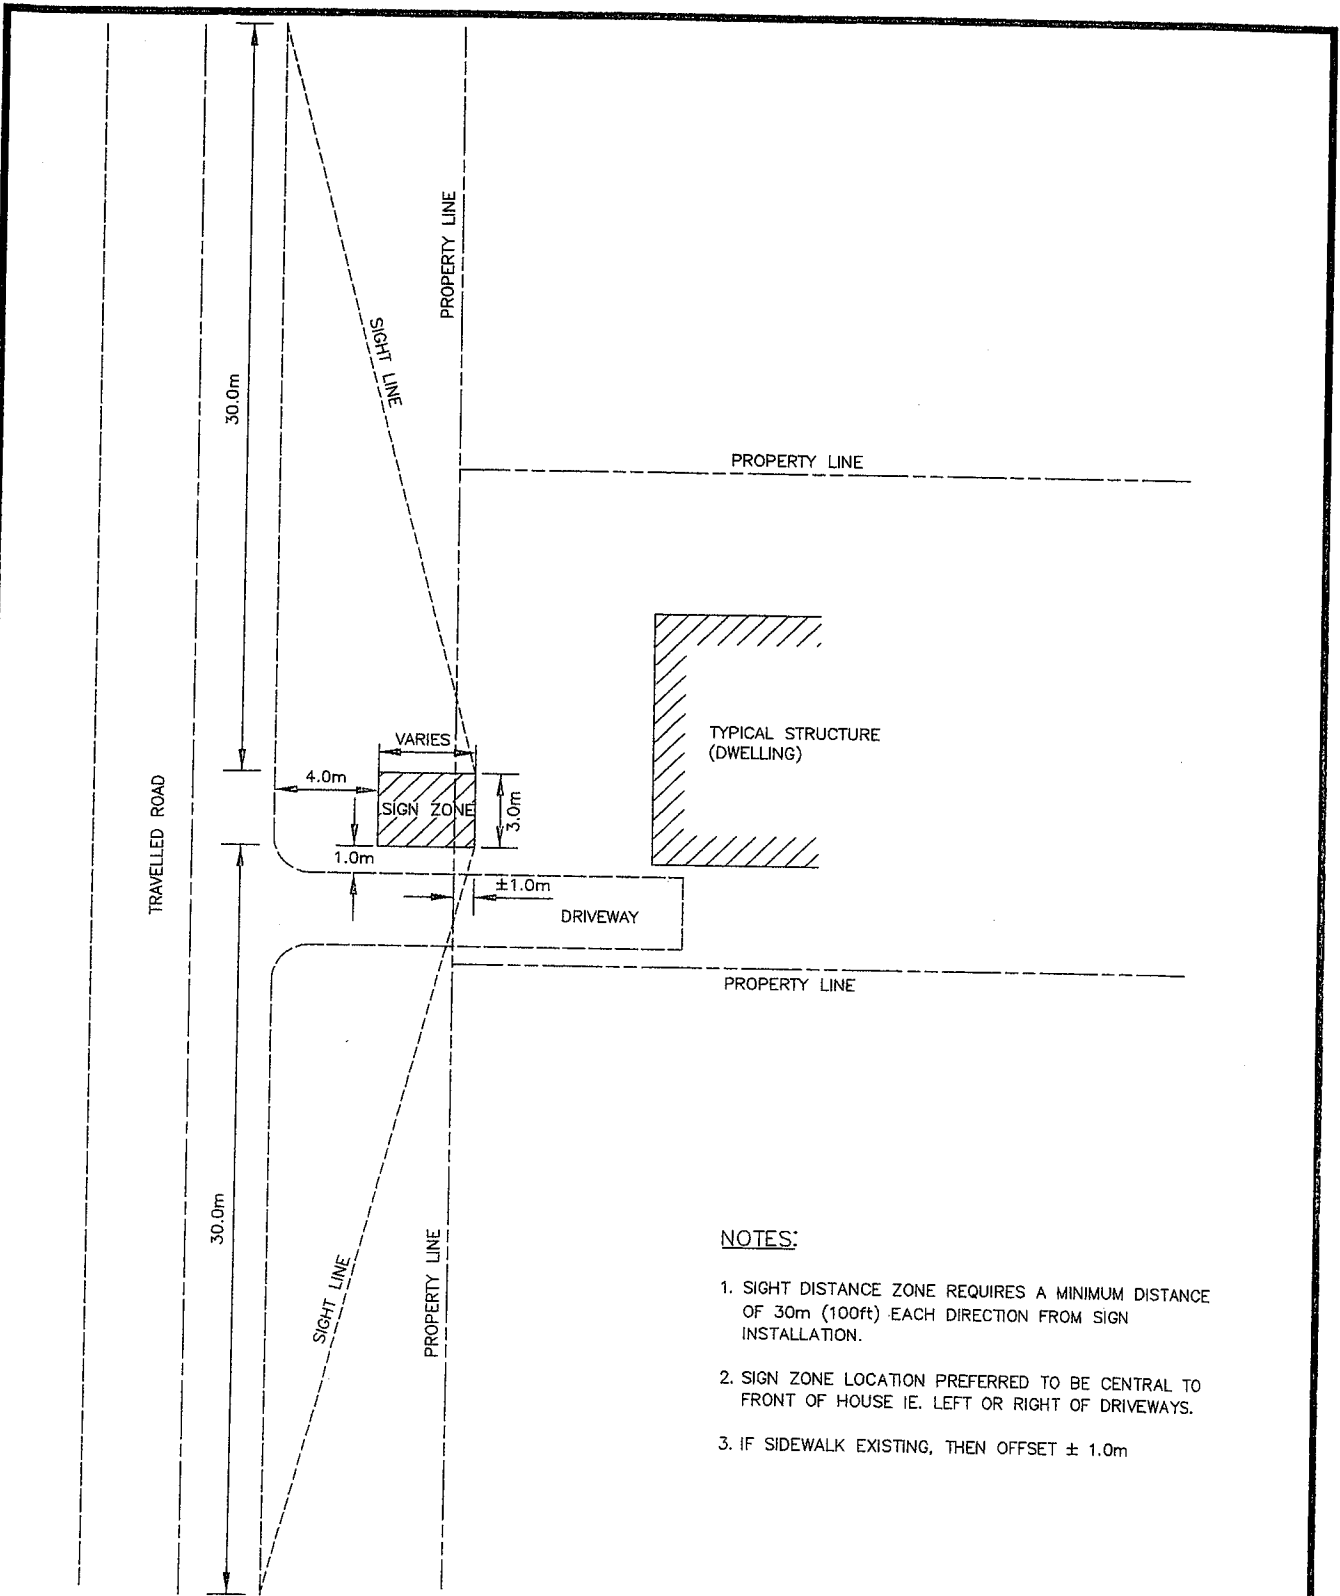 PROPERTY LINE
SIGHT LINE
30.0m
PROPERTY LINE
VARIES
TYPICAL STRUCTURE
(DWELLING)
4.0m
SIGN ZONE
3.0m
TRAVELLED ROAD
1.0m
±1.0m
DRIVEWAY
PROPERTY LINE
30.0m
SIGHT LINE
PROPERTY LINE
NOTES:
1. SIGHT DISTANCE ZONE REQUIRES A MINIMUM DISTANCE
OF 30m (100ft) EACH DIRECTION FROM SIGN
INSTALLATION.
2. SIGN ZONE LOCATION PREFERRED TO BE CENTRAL TO
FRONT OF HOUSE IE. LEFT OR RIGHT OF DRIVEWAYS.
3. IF SIDEWALK EXISTING, THEN OFFSET ± 1.0m